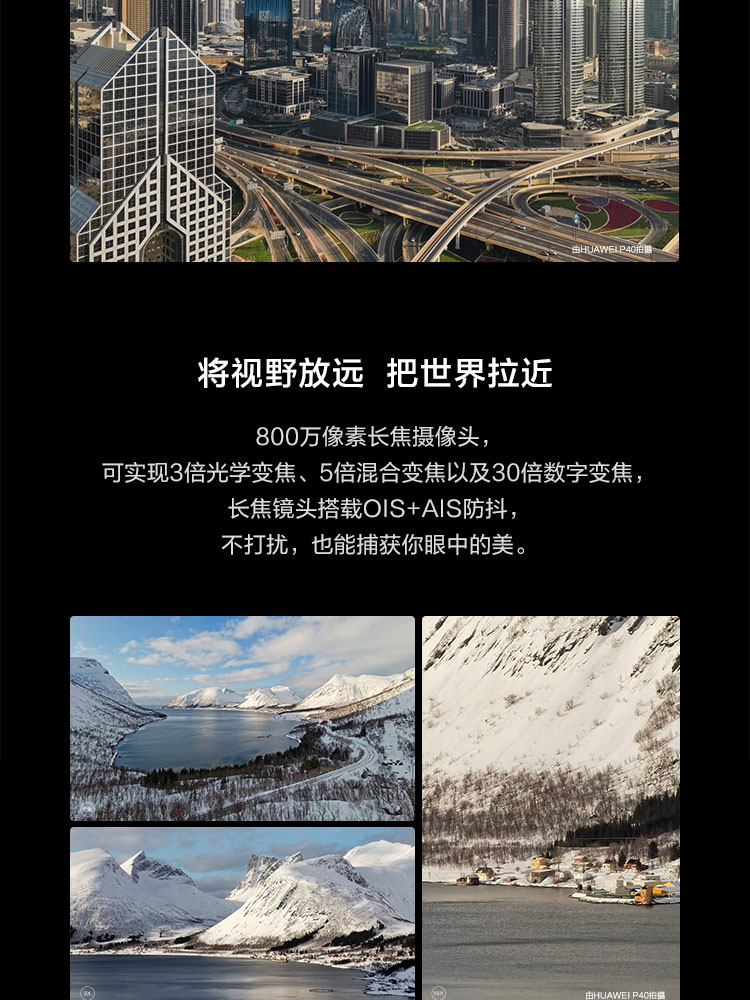 由HUAWEI P40拍摄
将视野放远 把世界拉近
800万像素长焦摄像头，
可实现3倍光学变焦、5倍混合变焦以及30倍数字变焦，
长焦镜头搭载OIS+AIS防抖，
不打扰，也能捕获你眼中的美。
3X
10X
由HUAWEI P40拍摄